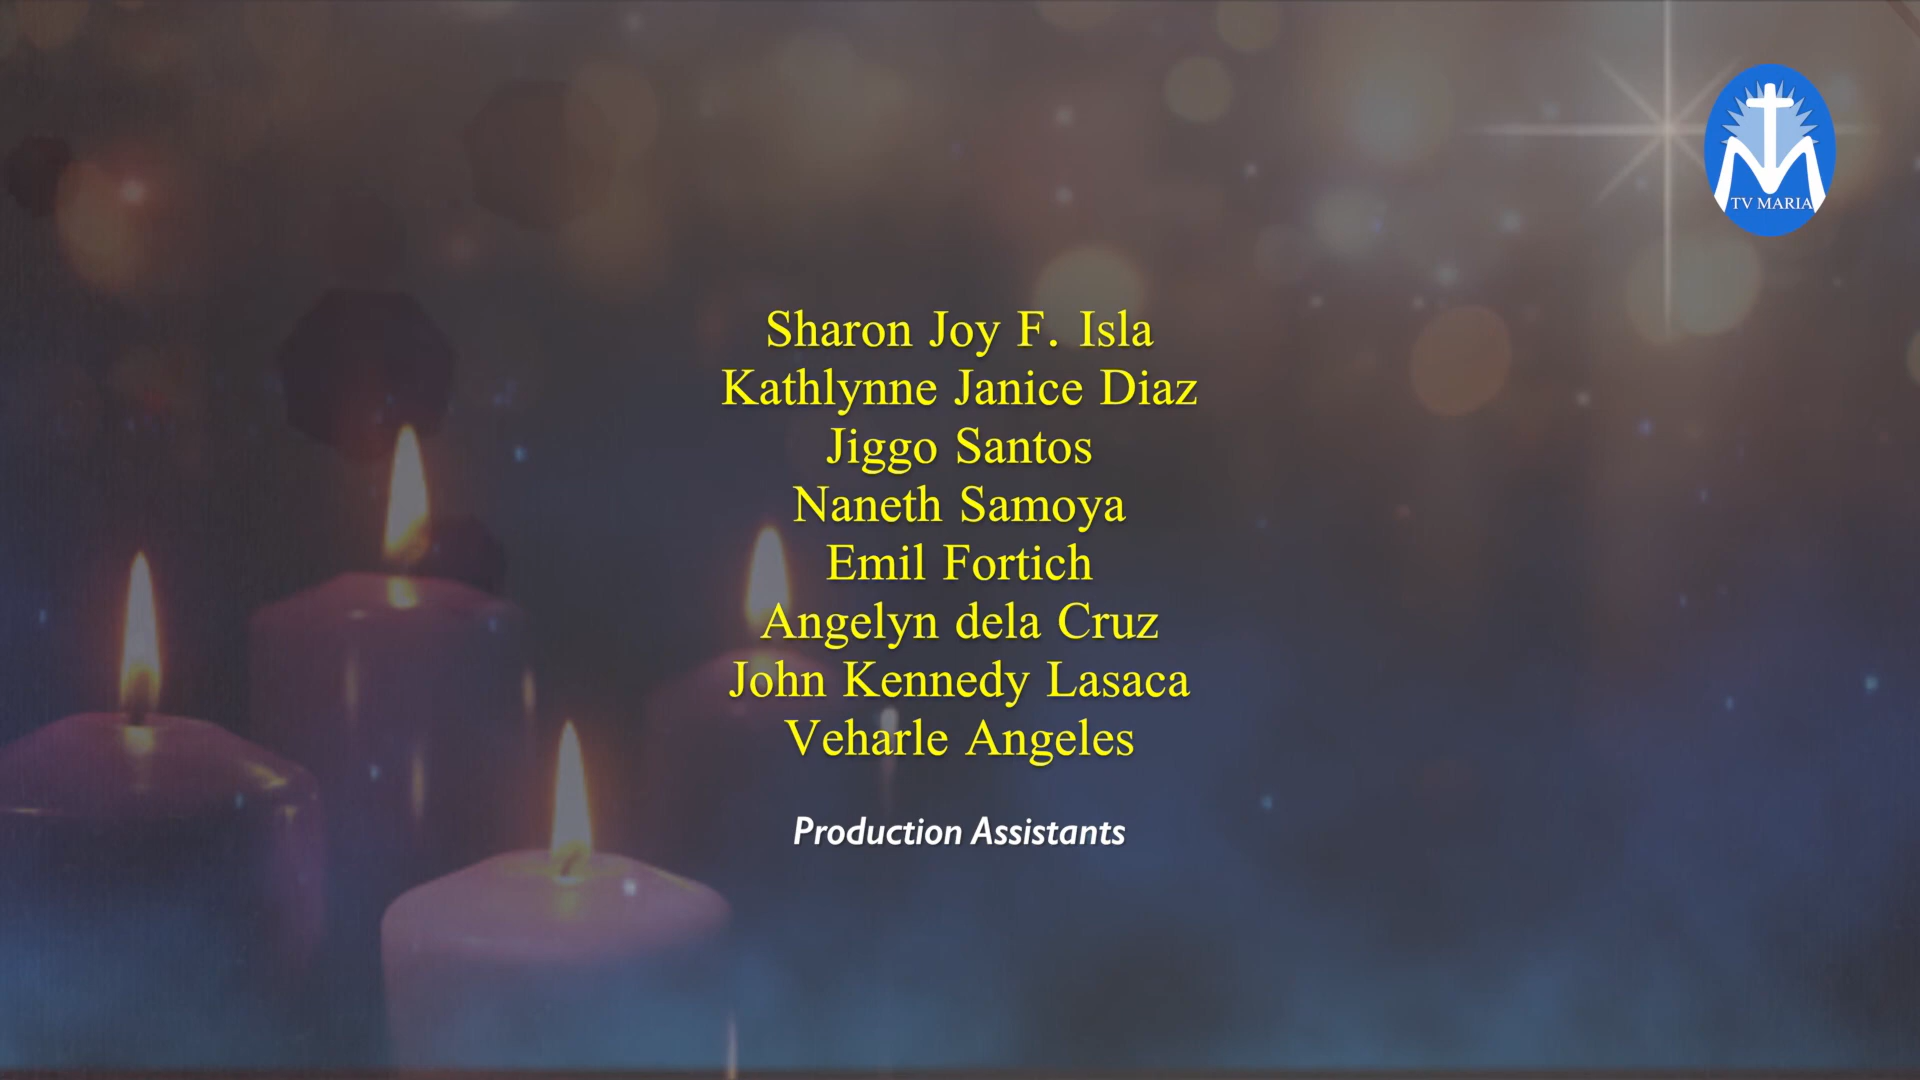 TV MARIA
Sharon Joy F. Isla
Kathlynne Janice Diaz
Jiggo Santos
Naneth Samoya
Emil Fortich
Angelyn dela Cruz
John Kennedy Lasaca
Veharle Angeles
Production Assistants